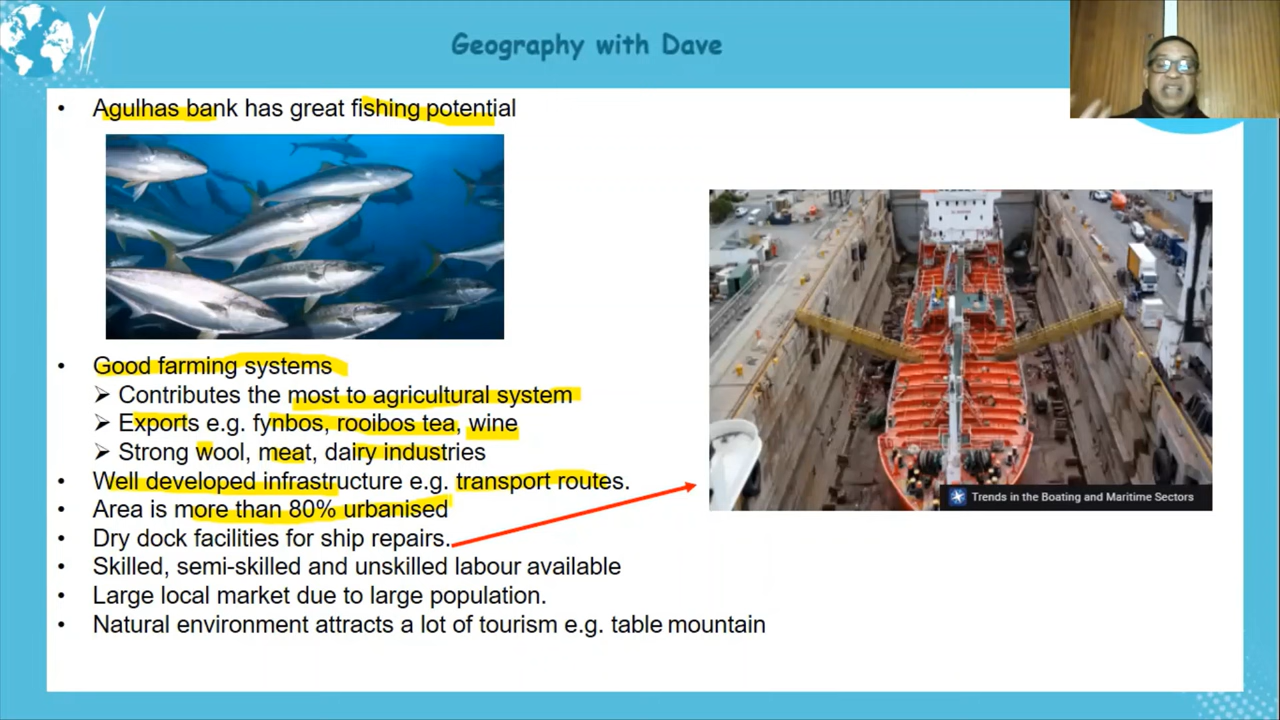 Geography with Dave
• Agulhas bank has great fishing potential
• Good farming systems
➢ Contributes the most to agricultural system
➢ Exports e.g. fynbos, rooibos tea, wine
➢ Strong wool, meat, dairy industries
• Well developed infrastructure e.g. transport routes.
• Area is more than 80% urbanised
• Dry dock facilities for ship repairs.
• Skilled, semi-skilled and unskilled labour available
• Large local market due to large population.
• Natural environment attracts a lot of tourism e.g. table mountain
Trends in the Boating and Maritime Sectors